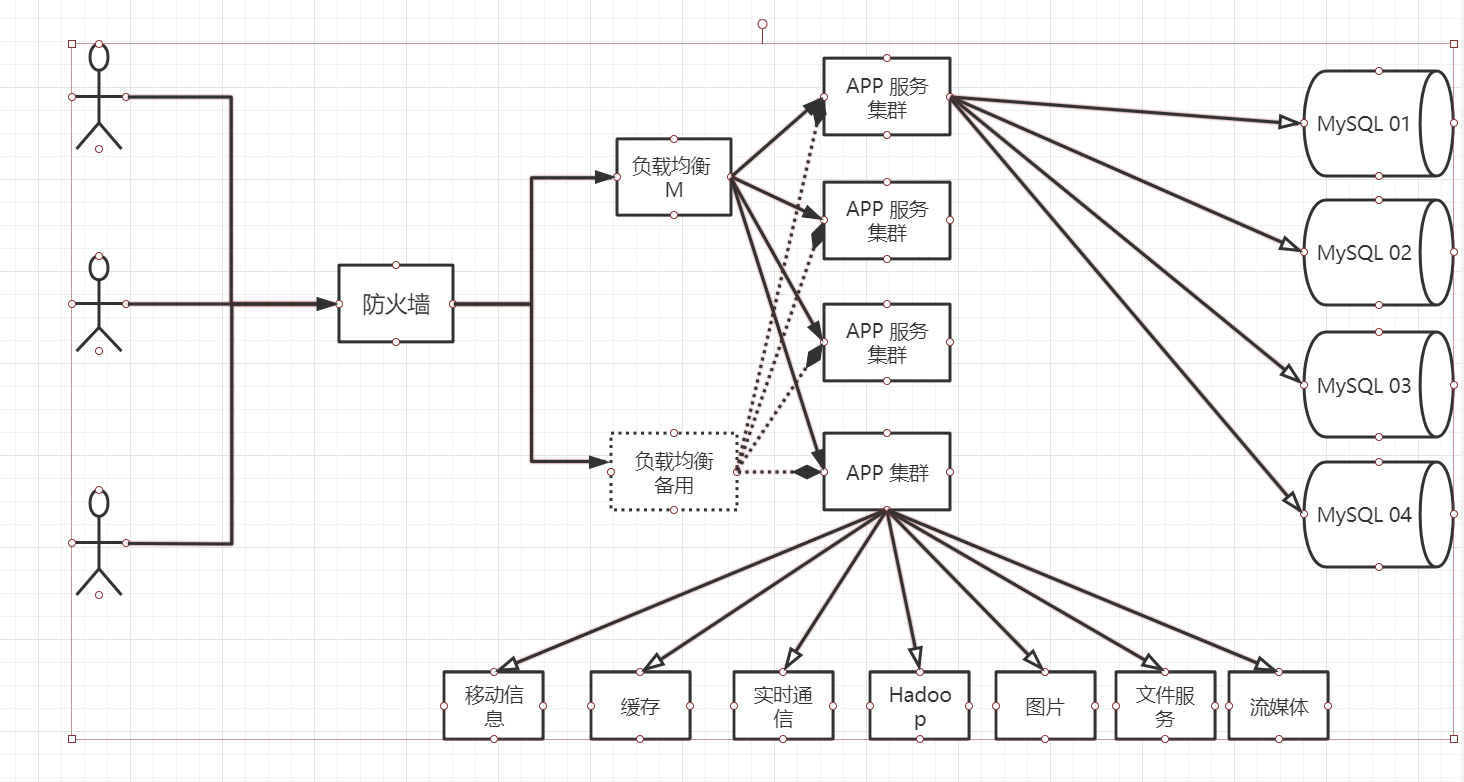 防火墙
负载均衡
M
负载均衡
备用
APP 服务
集群
APP 服务
集群
APP 服务
集群
APP 集群
MySQL 01
MySQL 02
MySQL 03
MySQL 04
移动信
息
缓存
实时通
信
Hadoo
p
图片
文件服
务
流媒体